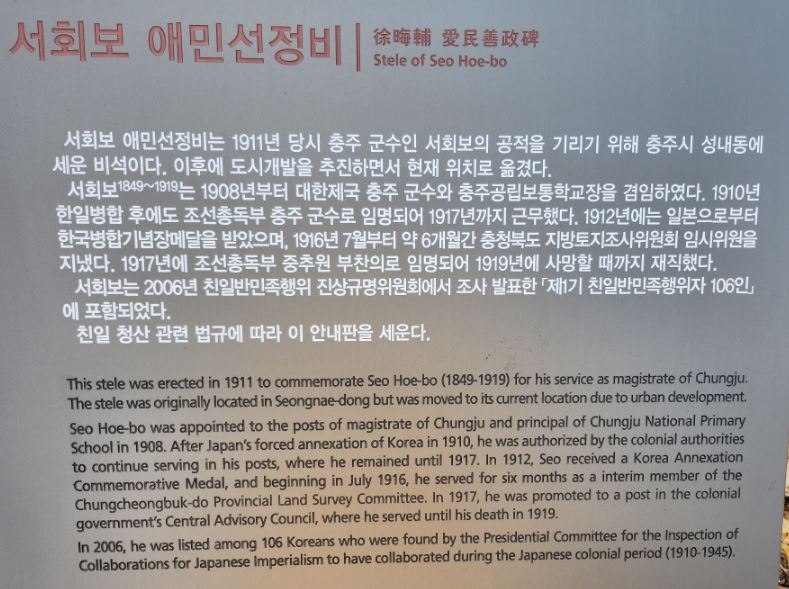 서회보 애민선정비 | 徐晦輔 愛民善政碑
Stele of Seo Hoe-bo
서회보 애민선정비는 1911년 당시 충주 군수인 서회보의 공적을 기리기 위해 충주시 성내동에
세운 비석이다. 이후에 도시개발을 추진하면서 현재 위치로 옮겼다.
서회보1849~1919는 1908년부터 대한제국 충주 군수와 충주공립보통학교장을 겸임하였다. 1910년
한일병합 후에도 조선총독부 충주 군수로 임명되어 1917년까지 근무했다. 1912년에는 일본으로부터
한국병합기념장메달을 받았으며, 1916년 7월부터 약 6개월간 충청북도 지방토지조사위원회 임시위원을
지냈다. 1917년에 조선총독부 중추원 부찬의로 임명되어 1919년에 사망할 때까지 재직했다.
서회보는 2006년 친일반민족행위 진상규명위원회에서 조사 발표한 「제1기 친일반민족행위자 106인」
에 포함되었다.
친일 청산 관련 법규에 따라 이 안내판을 세운다.
This stele was erected in 1911 to commemorate Seo Hoe-bo (1849-1919) for his service as magistrate of Chungju.
The stele was originally located in Seongnae-dong but was moved to its current location due to urban development.
Seo Hoe-bo was appointed to the posts of magistrate of Chungju and principal of Chungju National Primary
School in 1908. After Japan's forced annexation of Korea in 1910, he was authorized by the colonial authorities
to continue serving in his posts, where he remained until 1917. In 1912, Seo received a Korea Annexation
Commemorative Medal, and beginning in July 1916, he served for six months as a interim member of the
Chungcheongbuk-do Provincial Land Survey Committee. In 1917, he was promoted to a post in the colonial
government's Central Advisory Council, where he served until his death in 1919.
In 2006, he was listed among 106 Koreans who were found by the Presidential Committee for the Inspection of
Collaborations for Japanese Imperialism to have collaborated during the Japanese colonial period (1910-1945).